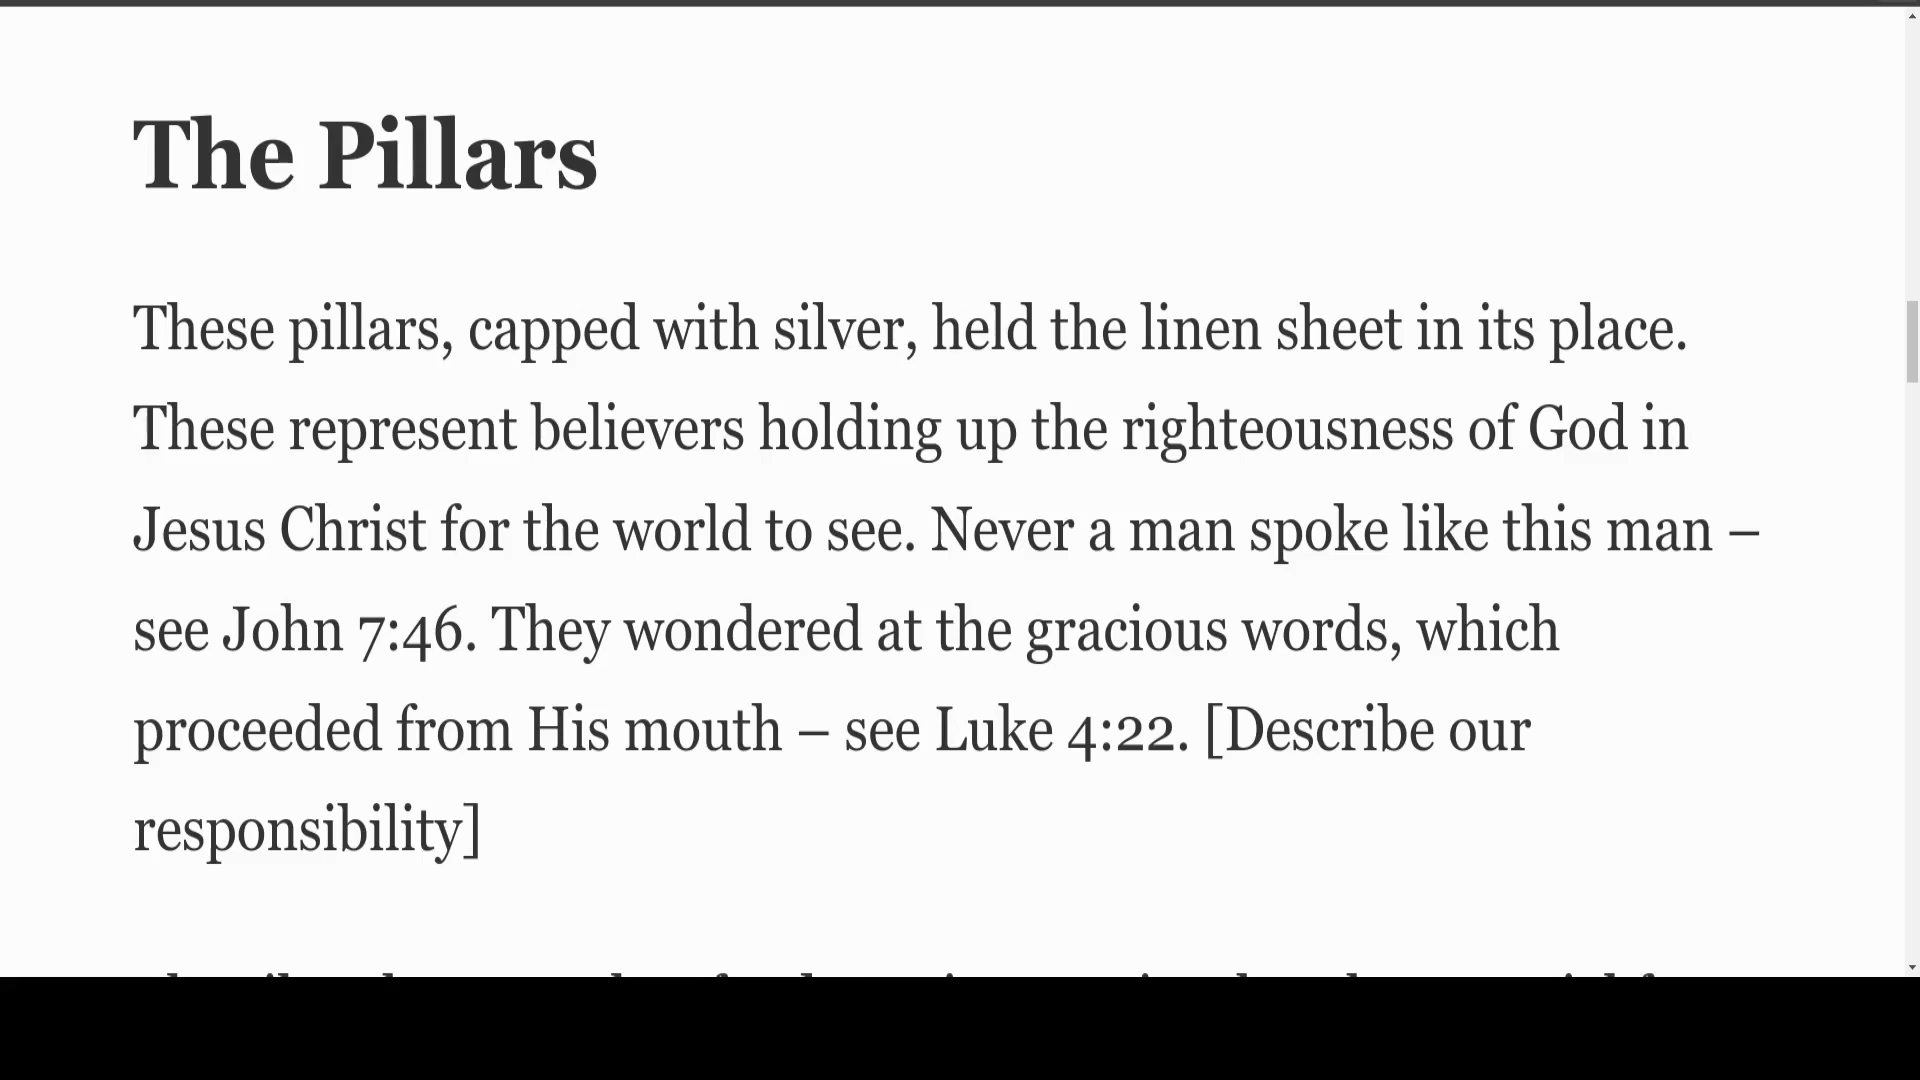 The Pillars
These pillars, capped with silver, held the linen sheet in its place.
These represent believers holding up the righteousness of God in
Jesus Christ for the world to see. Never a man spoke like this man –
see John 7:46. They wondered at the gracious words, which
proceeded from His mouth – see Luke 4:22. [Describe our
responsibility]